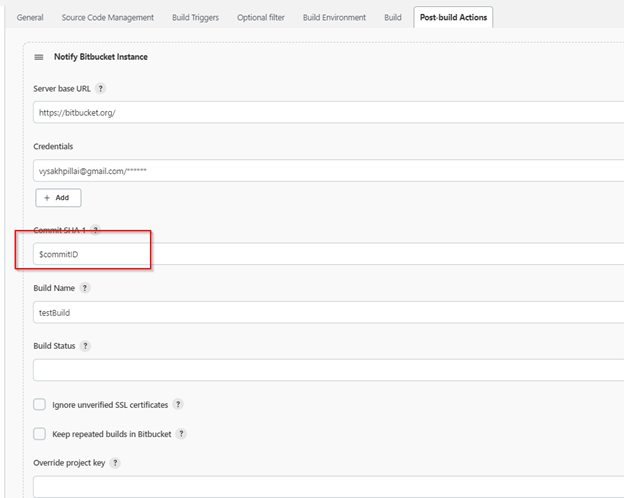 General Source Code Management Build Triggers Optional filter Build Environment Build Post-build Actions
Notify Bitbucket Instance
Server base URL ?
https://bitbucket.org/
Credentials
vysakhpillai@gmail.com/******
+ Add
Commit SHA-1 ?
$commitID
Build Name ?
testBuild
Build Status ?
Ignore unverified SSL certificates ?
Keep repeated builds in Bitbucket ?
Override project key ?